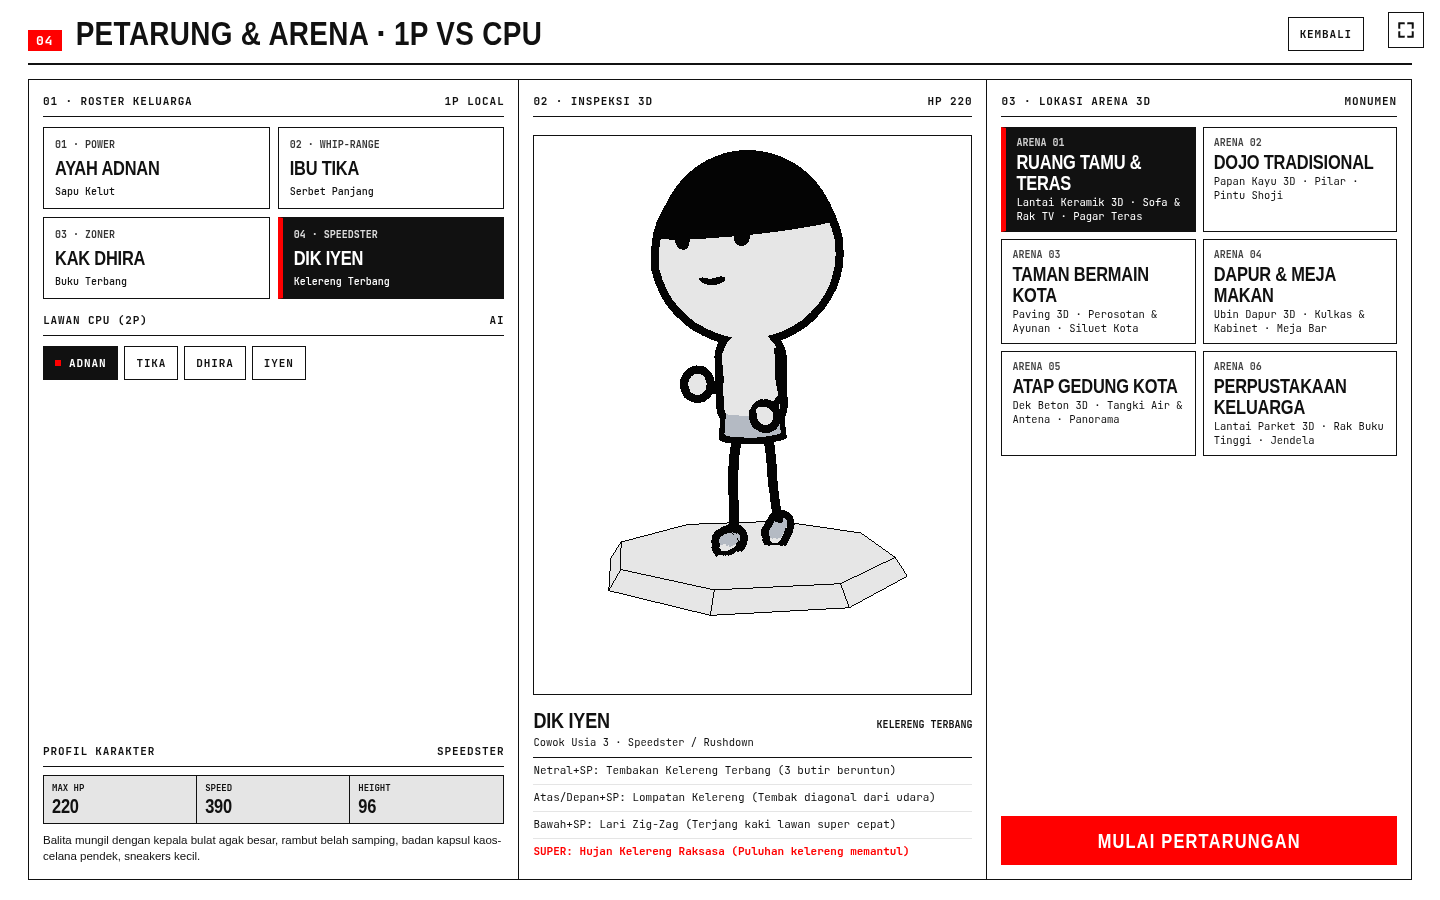 04 PETARUNG & ARENA · 1P VS CPU
KEMBALI
01 · ROSTER KELUARGA 1P LOCAL
01 · POWER
AYAH ADNAN
Sapu Kelut
02 · WHIP-RANGE
IBU TIKA
Serbet Panjang
03 · ZONER
KAK DHIRA
Buku Terbang
04 · SPEEDSTER
DIK IYEN
Kelereng Terbang
LAWAN CPU (2P) AI
ADNAN TIKA DHIRA IYEN
PROFIL KARAKTER SPEEDSTER
MAX HP
220
SPEED
390
HEIGHT
96
Balita mungil dengan kepala bulat agak besar, rambut belah samping, badan kapsul kaos-
celana pendek, sneakers kecil.
02 · INSPEKSI 3D HP 220
DIK IYEN KELERENG TERBANG
Cowok Usia 3 · Speedster / Rushdown
Netral+SP: Tembakan Kelereng Terbang (3 butir beruntun)
Atas/Depan+SP: Lompatan Kelereng (Tembak diagonal dari udara)
Bawah+SP: Lari Zig-Zag (Terjang kaki lawan super cepat)
SUPER: Hujan Kelereng Raksasa (Puluhan kelereng memantul)
03 · LOKASI ARENA 3D MONUMEN
ARENA 01
RUANG TAMU &
TERAS
Lantai Keramik 3D · Sofa &
Rak TV · Pagar Teras
ARENA 02
DOJO TRADISIONAL
Papan Kayu 3D · Pilar ·
Pintu Shoji
ARENA 03
TAMAN BERMAIN
KOTA
Paving 3D · Perosotan &
Ayunan · Siluet Kota
ARENA 04
DAPUR & MEJA
MAKAN
Ubin Dapur 3D · Kulkas &
Kabinet · Meja Bar
ARENA 05
ATAP GEDUNG KOTA
Dek Beton 3D · Tangki Air &
Antena · Panorama
ARENA 06
PERPUSTAKAAN
KELUARGA
Lantai Parket 3D · Rak Buku
Tinggi · Jendela
MULAI PERTARUNGAN